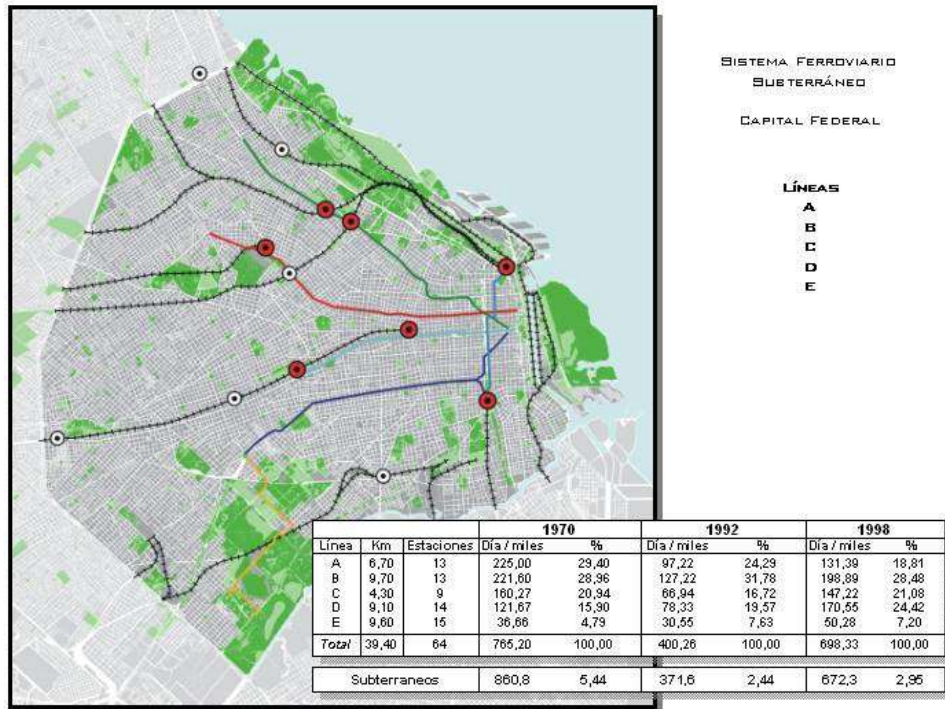 SISTEMA FERROVIARIO
SUBTERRÁNEO
CAPITAL FEDERAL
LÍNEAS
A
B
C
D
E
1970 1992 1998
Línea Km Estaciones Día / miles % Día / miles % Día / miles %
A 6,70 13 225,00 29,40 97,22 24,29 131,39 18,81
B 9,70 13 221,60 28,96 127,22 31,78 198,89 28,48
C 4,30 9 160,27 20,94 66,94 16,72 147,22 21,08
D 9,10 14 121,67 15,90 78,33 19,57 170,55 24,42
E 9,60 15 36,66 4,79 30,55 7,63 50,28 7,20
Total 39,40 64 765,20 100,00 400,26 100,00 698,33 100,00
Subterraneos 860,8 5,44 371,6 2,44 672,3 2,95